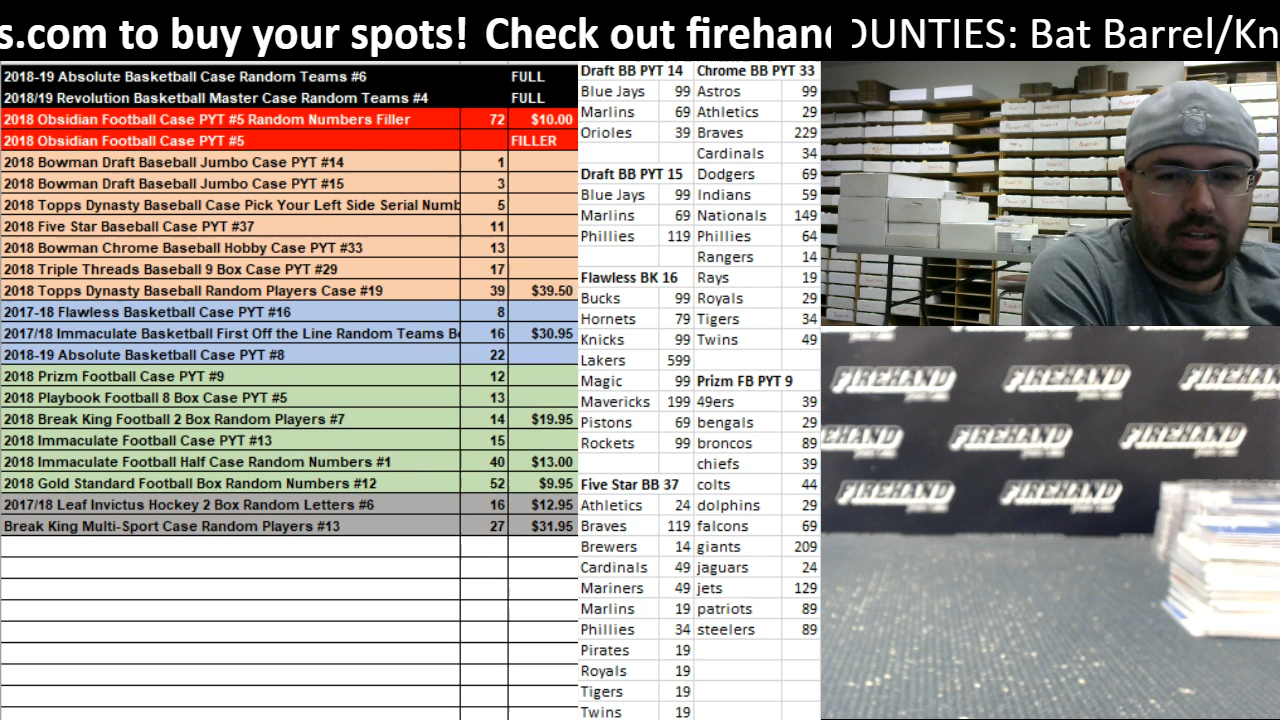 s.com to buy your spots! Check out firehan
OUNTIES: Bat Barrel/Kn
2018-19 Absolute Basketball Case Random Teams #6 FULL
2018/19 Revolution Basketball Master Case Random Teams #4 FULL
2018 Obsidian Football Case PYT #5 Random Numbers Filler 72 $10.00
2018 Obsidian Football Case PYT #5 FILLER
2018 Bowman Draft Baseball Jumbo Case PYT #14 1
2018 Bowman Draft Baseball Jumbo Case PYT #15 3
2018 Topps Dynasty Baseball Case Pick Your Left Side Serial Numb 5
2018 Five Star Baseball Case PYT #37 11
2018 Bowman Chrome Baseball Hobby Case PYT #33 13
2018 Triple Threads Baseball 9 Box Case PYT #29 17
2018 Topps Dynasty Baseball Random Players Case #19 39 $39.50
2017-18 Flawless Basketball Case PYT #16 8
2017/18 Immaculate Basketball First Off the Line Random Teams B 16 $30.95
2018-19 Absolute Basketball Case PYT #8 22
2018 Prizm Football Case PYT #9 12
2018 Playbook Football 8 Box Case PYT #5 13
2018 Break King Football 2 Box Random Players #7 14 $19.95
2018 Immaculate Football Case PYT #13 15
2018 Immaculate Football Half Case Random Numbers #1 40 $13.00
2018 Gold Standard Football Box Random Numbers #12 52 $9.95
2017/18 Leaf Invictus Hockey 2 Box Random Letters #6 16 $12.95
Break King Multi-Sport Case Random Players #13 27 $31.95
Draft BB PYT 14
Blue Jays 99
Marlins 69
Orioles 39
Draft BB PYT 15
Blue Jays 99
Marlins 69
Phillies 119
Flawless BK 16
Bucks 99
Hornets 79
Knicks 99
Lakers 599
Magic 99
Mavericks 199
Pistons 69
Rockets 99
Five Star BB 37
Athletics 24
Braves 119
Brewers 14
Cardinals 49
Mariners 49
Marlins 19
Phillies 34
Pirates 19
Royals 19
Tigers 19
Twins 19
Chrome BB PYT 33
Astros 99
Athletics 29
Braves 229
Cardinals 34
Dodgers 69
Indians 59
Nationals 149
Phillies 64
Rangers 14
Rays 19
Royals 29
Tigers 34
Twins 49
Prizm FB PYT 9
49ers 39
bengals 29
broncos 89
chiefs 39
colts 44
dolphins 29
falcons 69
giants 209
jaguars 24
jets 129
patriots 89
steelers 89
FIREHAND FIREHAND FIREHAND
FIREHAND FIREHAND FIREHAND
FIREHAND FIREHAND